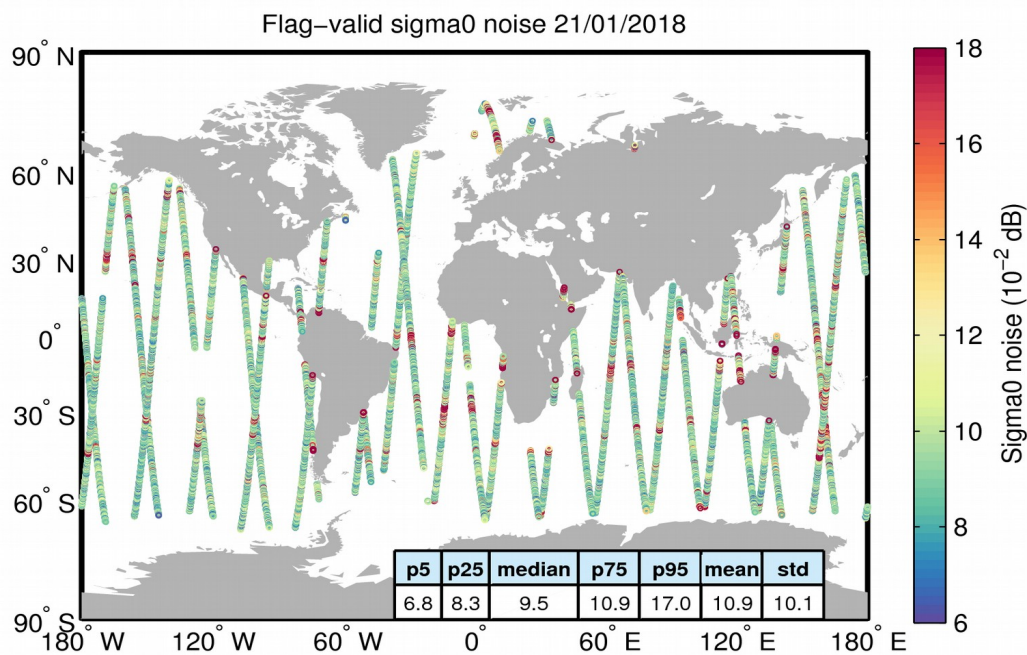 Flag−valid sigma0 noise 21/01/2018
90° N
60° N
30° N
0°
30° S
60° S
90° S
180° W
120° W
60° W
0°
60° E
120° E
180° E
p5 p25 median p75 p95 mean std
6.8 8.3 9.5 10.9 17.0 10.9 10.1
18
16
14
12
10
8
6
Sigma0 noise (10−2 dB)